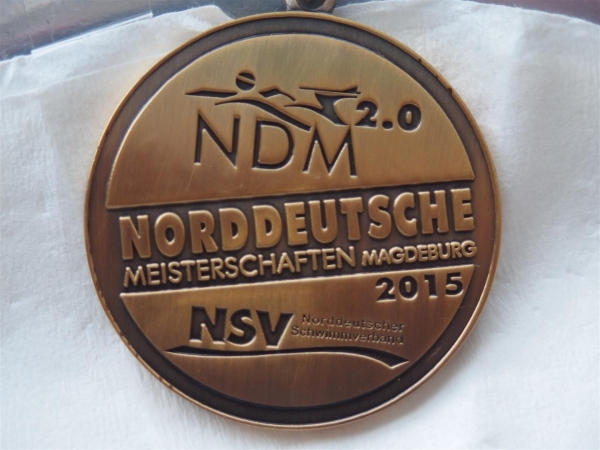 NDM 2.0
NORDDEUTSCHE
MEISTERSCHAFTEN MAGDEBURG
2015
NSV Norddeutscher
Schwimmverband